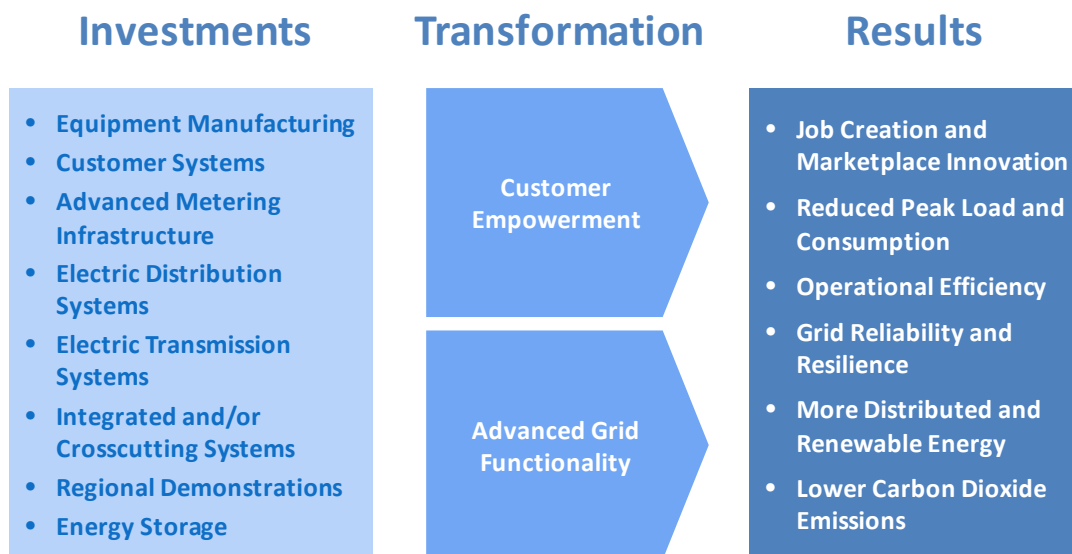 Investments
Transformation
Results
• Equipment Manufacturing
• Customer Systems
• Advanced Metering
Infrastructure
• Electric Distribution
Systems
• Electric Transmission
Systems
• Integrated and/or
Crosscutting Systems
• Regional Demonstrations
• Energy Storage
Customer
Empowerment
Advanced Grid
Functionality
• Job Creation and
Marketplace Innovation
• Reduced Peak Load and
Consumption
• Operational Efficiency
• Grid Reliability and
Resilience
• More Distributed and
Renewable Energy
• Lower Carbon Dioxide
Emissions